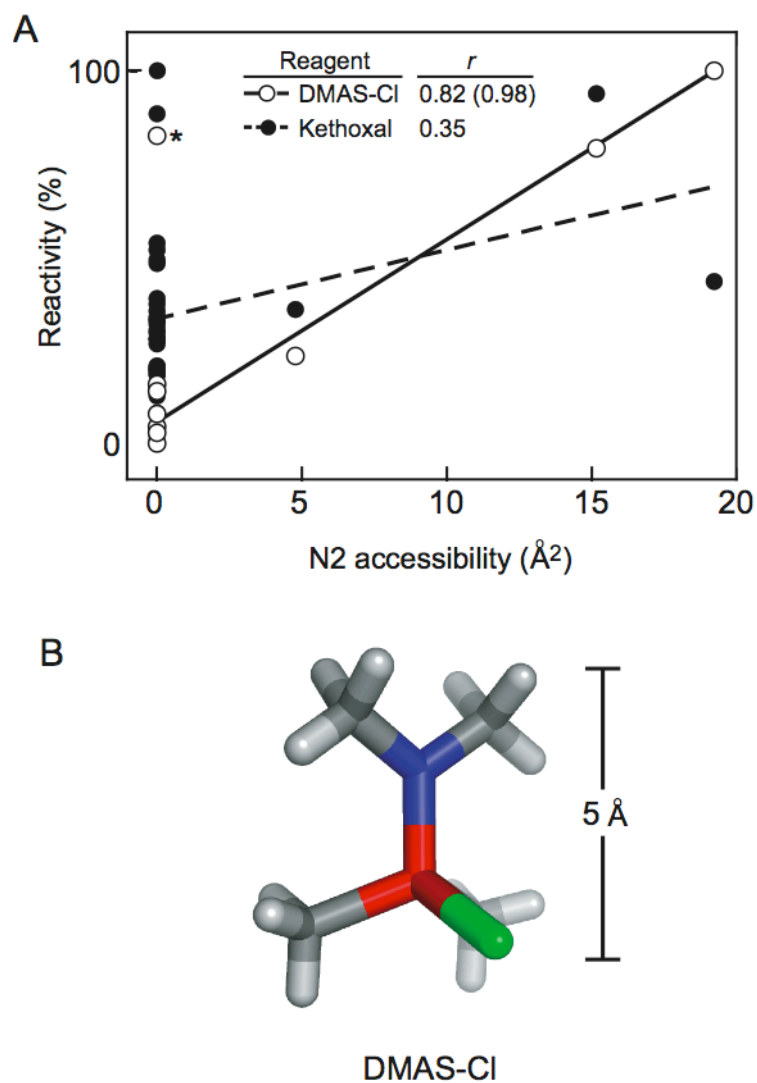 A
Reagent r
DMAS-Cl 0.82 (0.98)
Kethoxal 0.35
*
100
0
Reactivity (%)
0 5 10 15 20
N2 accessibility (Å²)
B
5 Å
DMAS-Cl